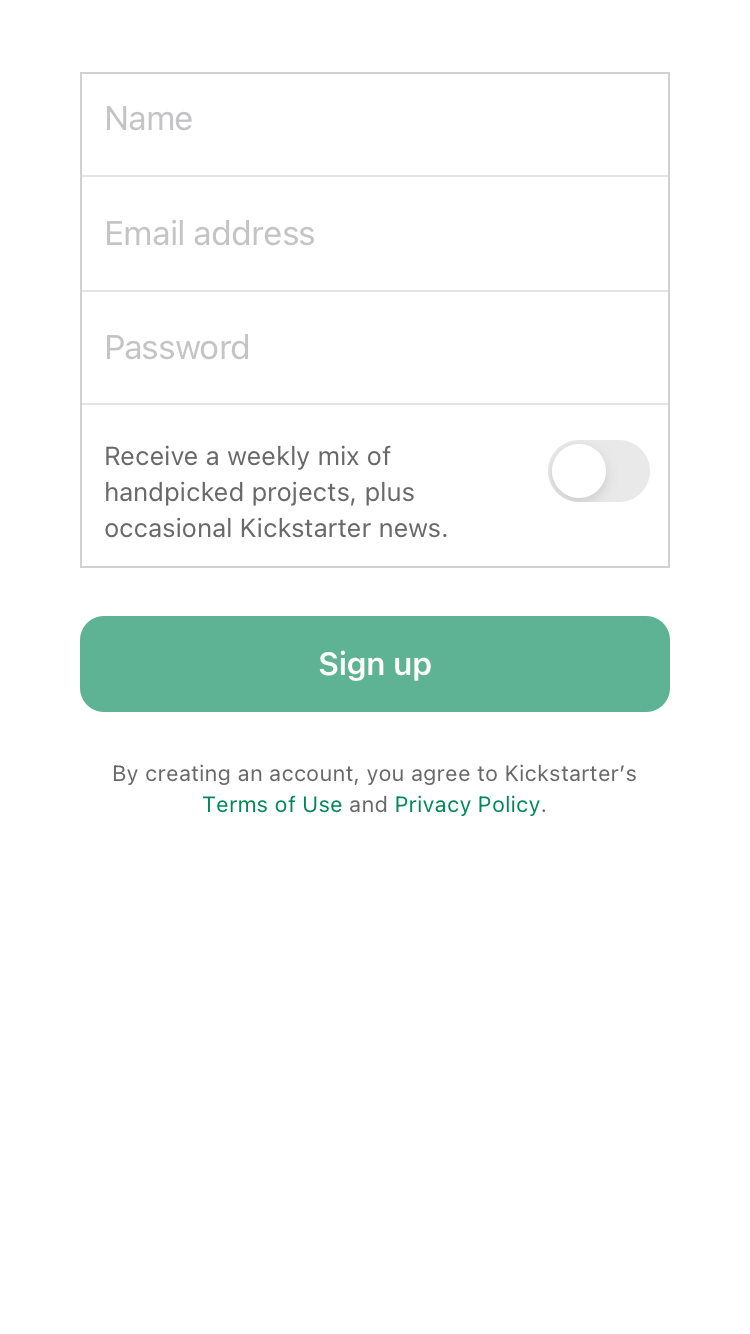 Name
Email address
Password
Receive a weekly mix of
handpicked projects, plus
occasional Kickstarter news.
Sign up
By creating an account, you agree to Kickstarter’s
Terms of Use and Privacy Policy.